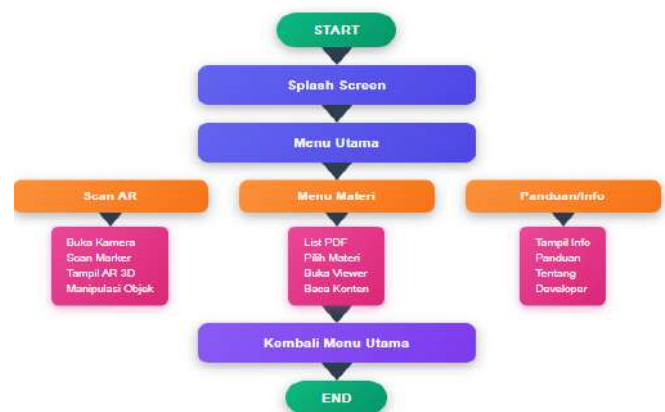 START
Splash Screen
Menu Utama
Scan AR
Menu Materi
Panduan/Info
Buka Kamera
Scan Marker
Tampil AR 3D
Manipulasi Objek
List PDF
Pilih Materi
Buka Viewer
Baca Konten
Tampil Info
Panduan
Tentang
Developer
Kembali Menu Utama
END